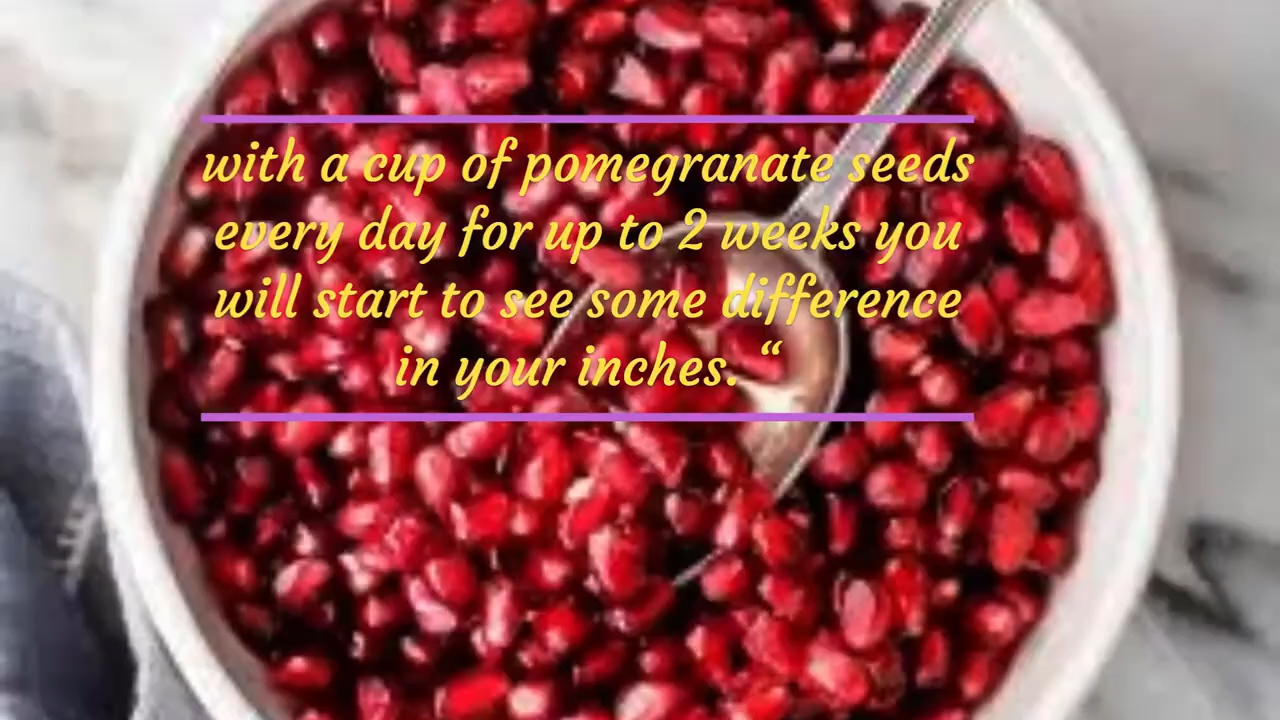 with a cup of pomegranate seeds
every day for up to 2 weeks you
will start to see some difference
in your inches. “